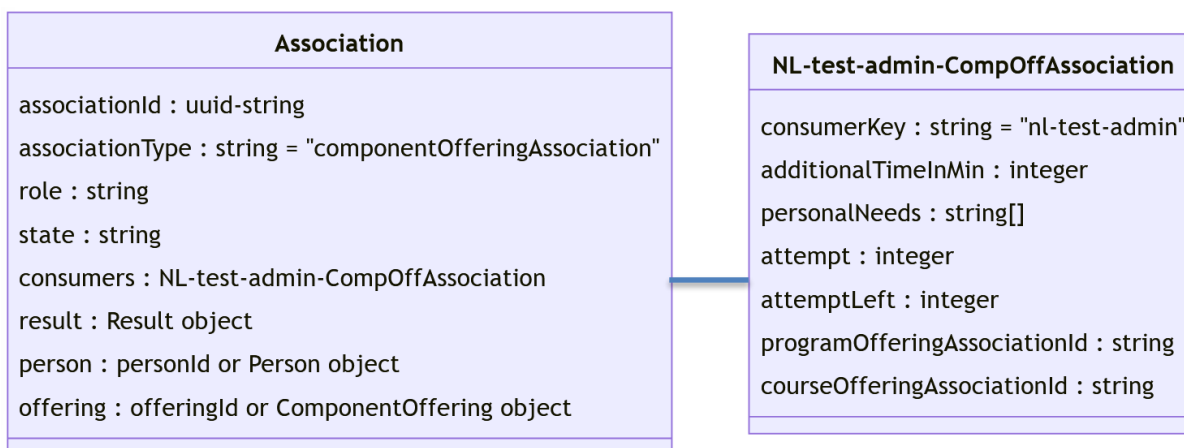 Association
associationId : uuid-string
associationType : string = "componentOfferingAssociation"
role : string
state : string
consumers : NL-test-admin-CompOffAssociation
result : Result object
person : personId or Person object
offering : offeringId or ComponentOffering object
NL-test-admin-CompOffAssociation
consumerKey : string = "nl-test-admin"
additionalTimeInMin : integer
personalNeeds : string[]
attempt : integer
attemptLeft : integer
programOfferingAssociationId : string
courseOfferingAssociationId : string